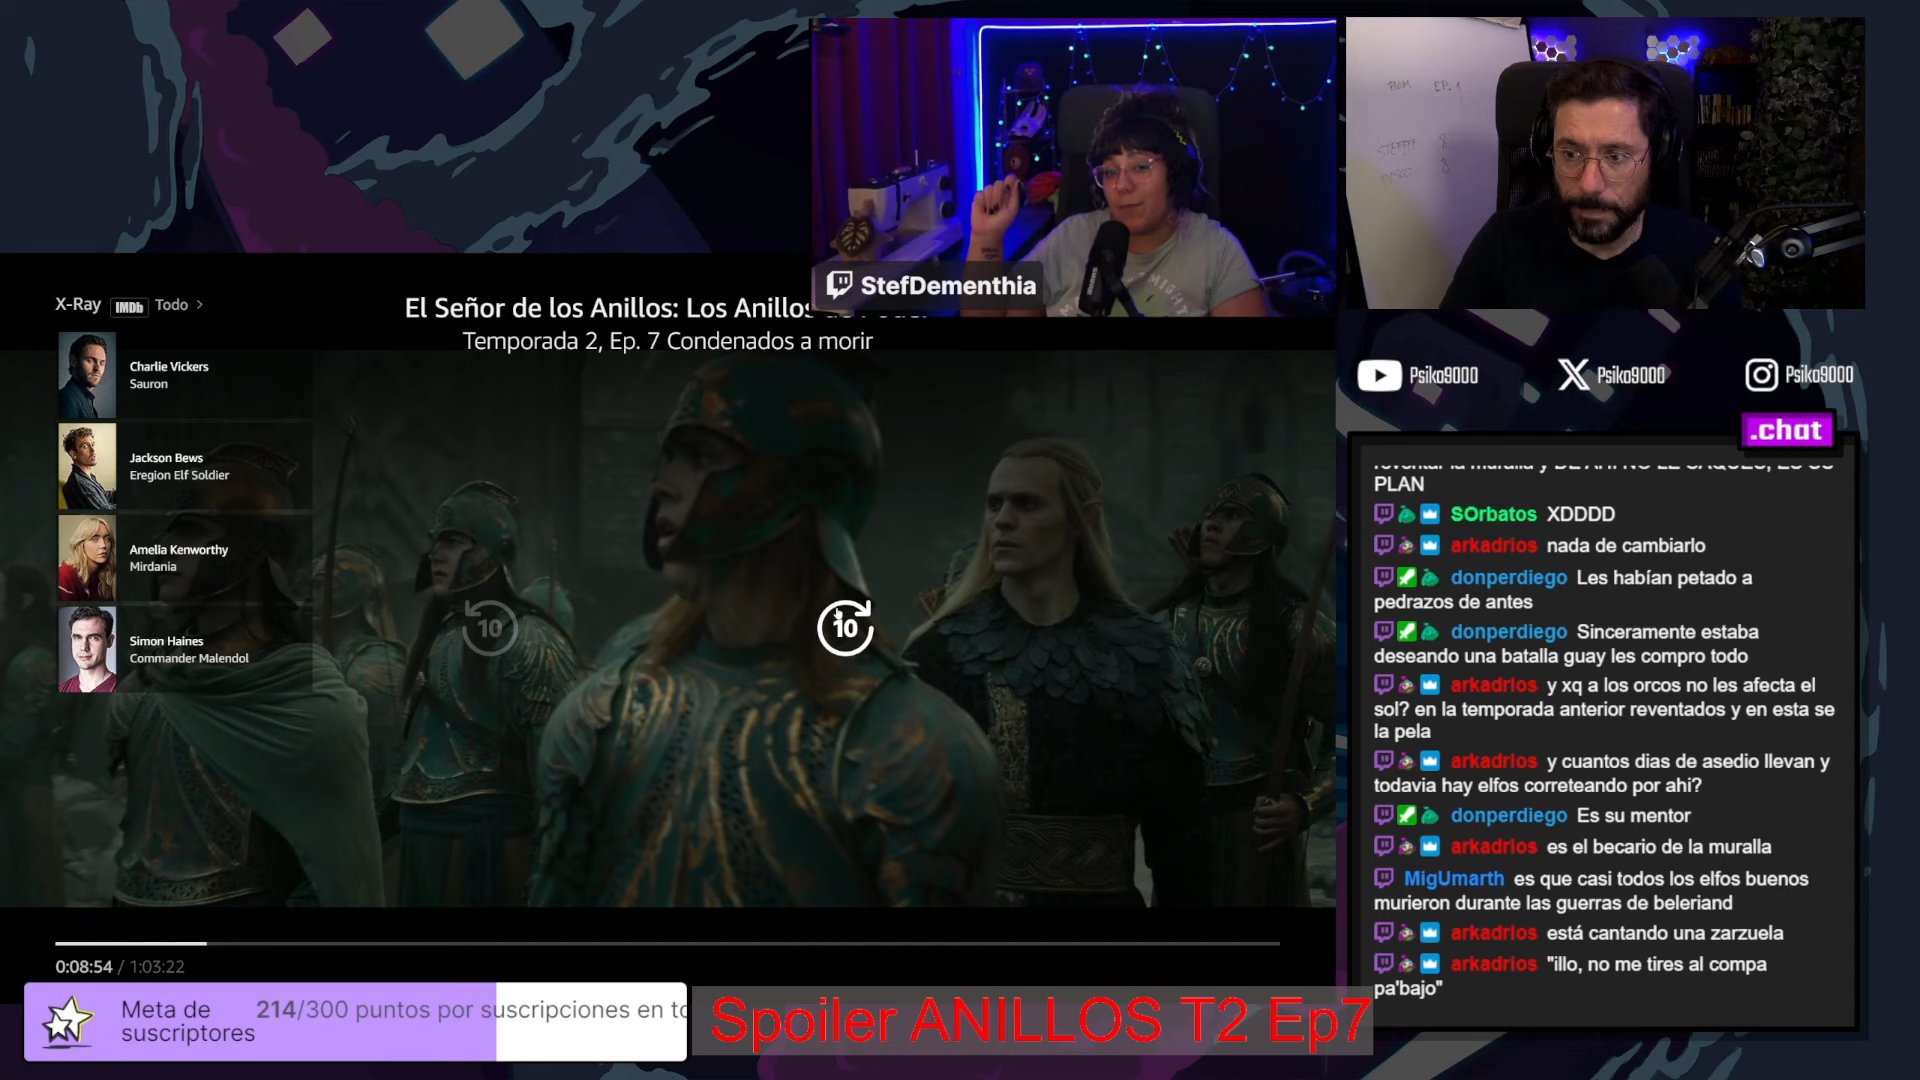 X-Ray IMDb Todo >
El Señor de los Anillos: Los Anillos de Poder
Temporada 2, Ep. 7 Condenados a morir
Charlie Vickers
Sauron
Jackson Bews
Eregion Elf Soldier
Amelia Kenworthy
Mirdania
Simon Haines
Commander Malendol
10
10
0:08:54 / 1:03:22
StefDementhia
EP. 1
8
8
Psiko9000
Psiko9000
Psiko9000
.chat
PLAN
SOrbatos XDDDD
arkadrios nada de cambiarlo
donperdiego Les habían petado a
pedrazos de antes
donperdiego Sinceramente estaba
deseando una batalla guay les compro todo
arkadrios y xq a los orcos no les afecta el
sol? en la temporada anterior reventados y en esta se
la pela
arkadrios y cuantos dias de asedio llevan y
todavia hay elfos correteando por ahi?
donperdiego Es su mentor
arkadrios es el becario de la muralla
MigUmarth es que casi todos los elfos buenos
murieron durante las guerras de beleriand
arkadrios está cantando una zarzuela
arkadrios "illo, no me tires al compa
pa'bajo"
Meta de
suscriptores
214/300 puntos por suscripciones en to
Spoiler ANILLOS T2 Ep7